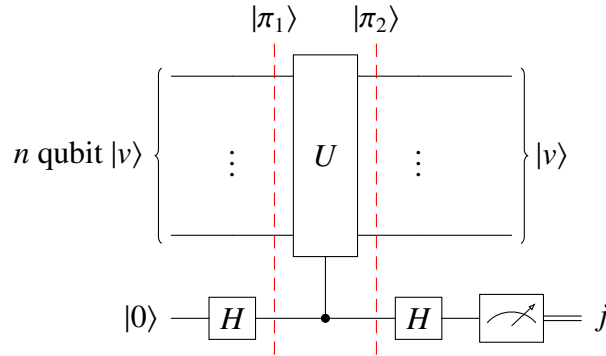 |π₁⟩ |π₂⟩
n qubit |v⟩ ⋮ U ⋮ |v⟩
|0⟩ H H j